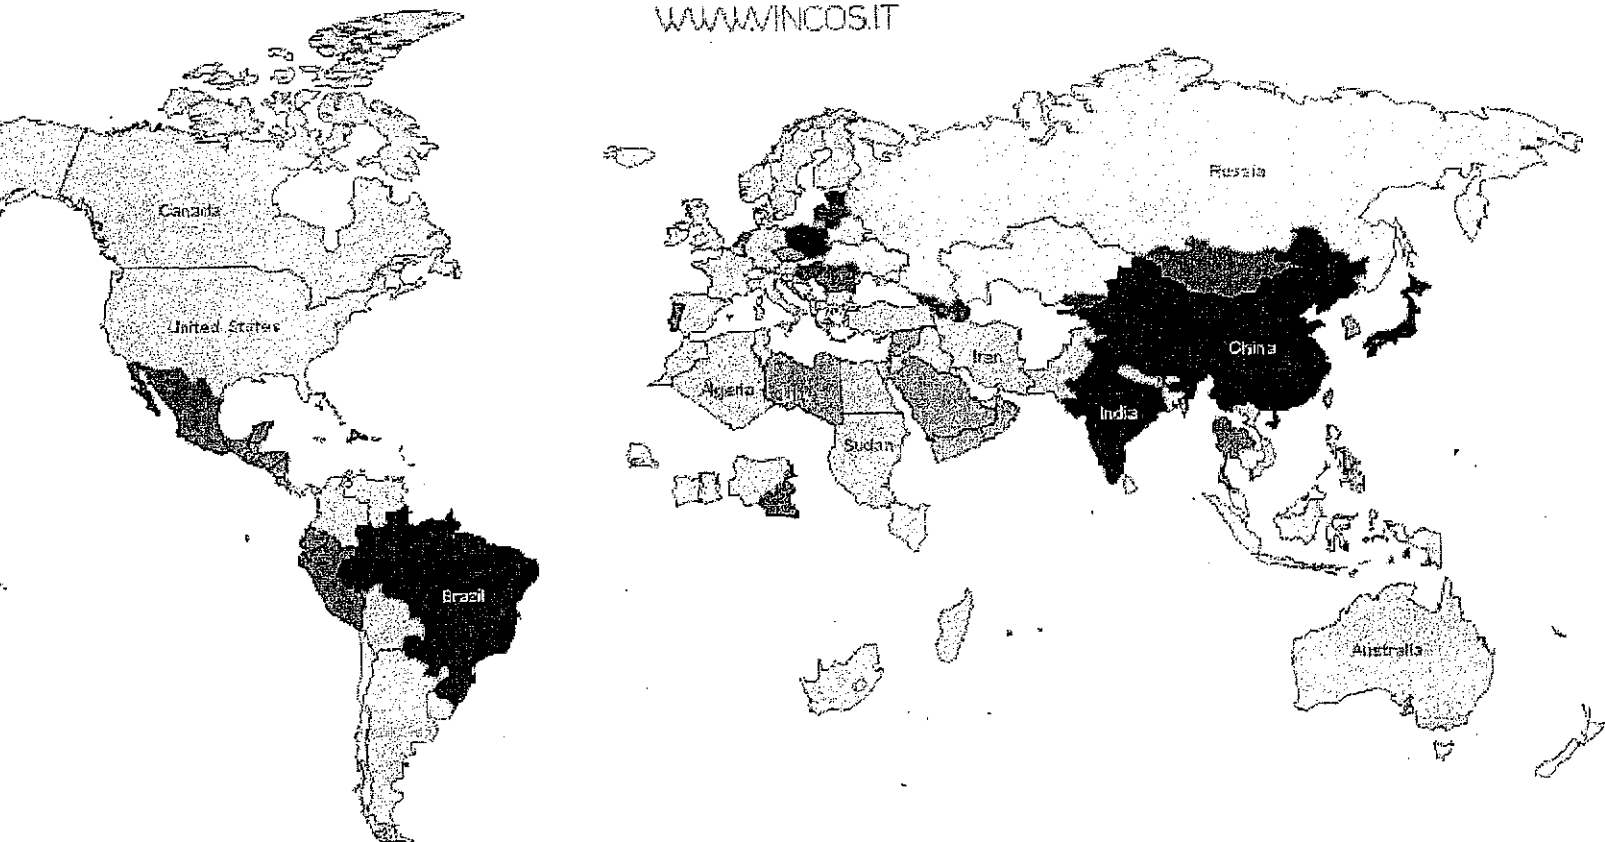 WWW.VINCOS.IT
Russia
Canada
United States
China
Iran
Algeria
India
Sudan
Brazil
Australia